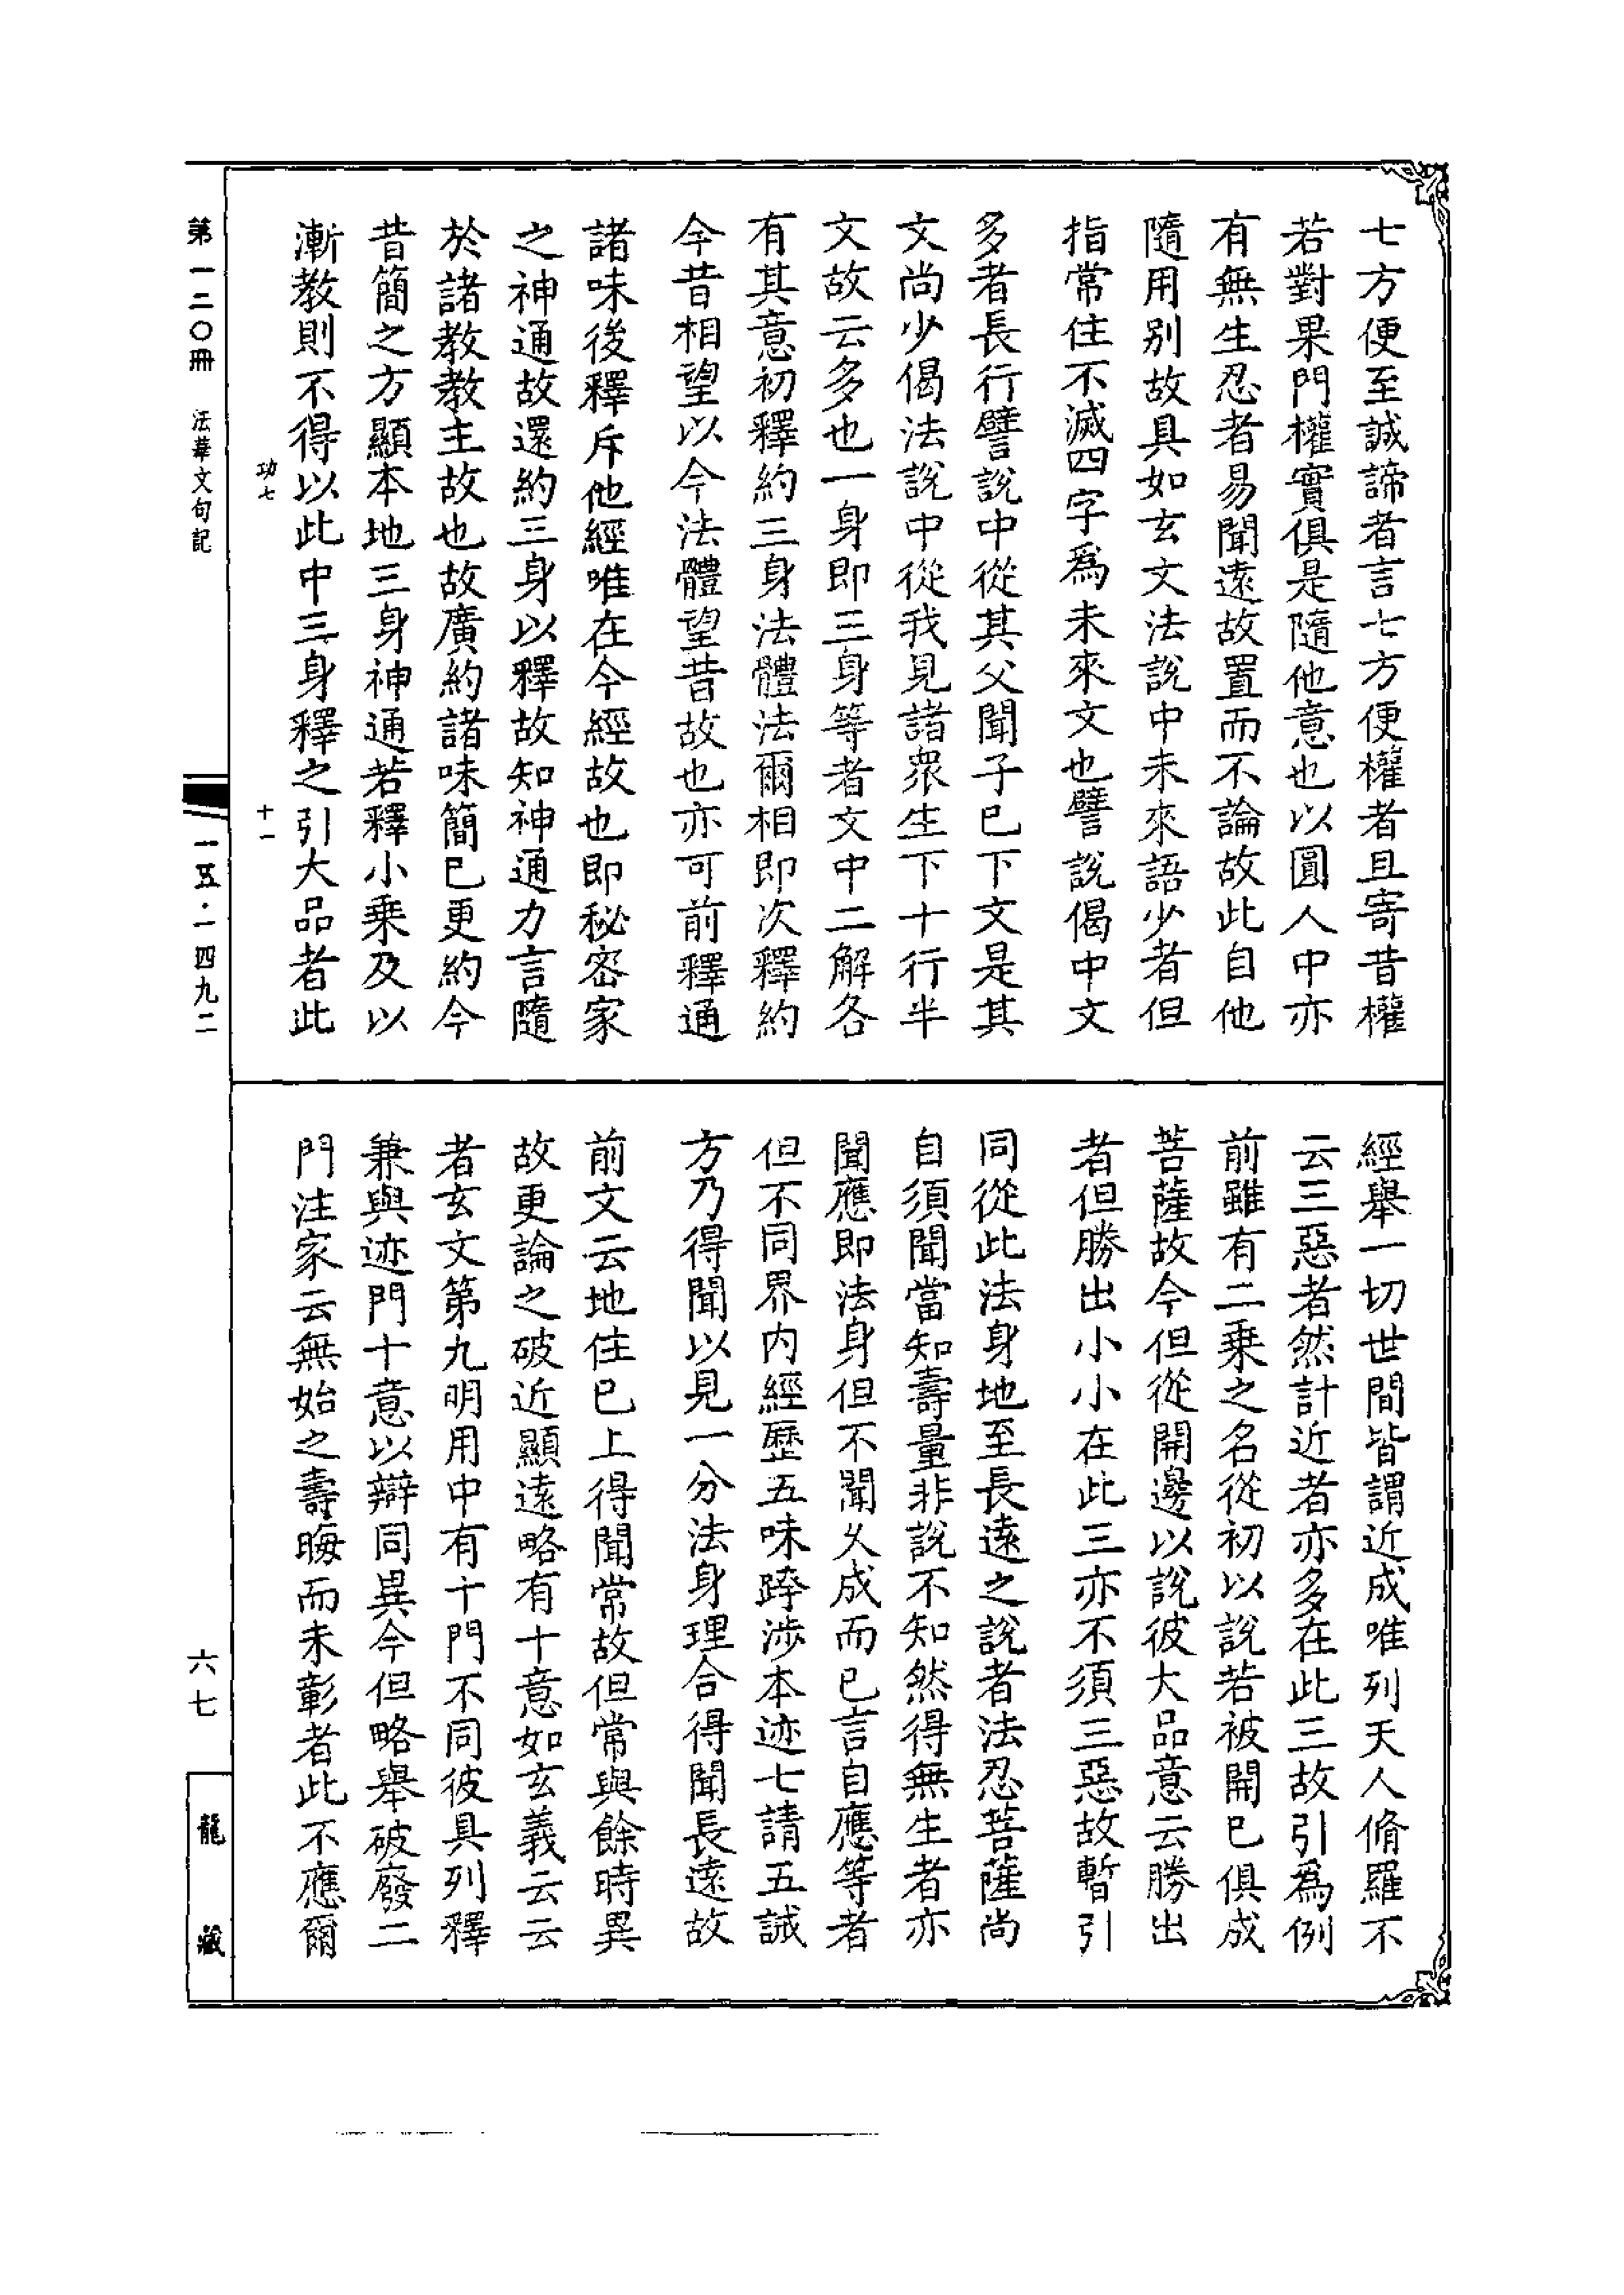 七方便至誠諦者言七方便權者且寄昔權
若對果門權實俱是隨他意也以圓人中亦
有無生忍者易聞遠故置而不論故此自他
隨用别故具如玄文法說中未來語少者但
指常住不滅四字爲未來文也譬說偈中文
多者長行譬說中從其父聞子已下文是其
文尚少偈法說中從我見諸衆生下十行半
文故云多也一身即三身等者文中二解各
有其意初釋約三身法體法爾相即次釋約
今昔相望以今法體望昔故也亦可前釋通
諸味後釋斥他經唯在今經故也即秘密家
之神通故還約三身以釋故知神通力言隨
於諸教教主故也故廣約諸味簡已更約今
昔簡之方顯本地三身神通若釋小乗及以
漸教則不得以此中三身釋之引大品者此
經舉一切世間皆謂近成唯列天人脩羅不
云三惡者然計近者亦多在此三故引爲例
前雖有二乗之名從初以說若被開已俱成
菩薩故今但從開邊以說彼大品意云勝出
者但勝出小小在此三亦不須三惡故暫引
同從此法身地至長遠之說者法忍菩薩尚
自須聞當知壽量非說不知然得無生者亦
聞應即法身但不聞乆成而已言自應等者
但不同界内經歷五味跨涉本迹七請五誡
方乃得聞以見一分法身理合得聞長遠故
前文云地住已上得聞常故但常與餘時異
故更論之破近顯遠略有十意如玄義云云
者玄文第九明用中有十門不同彼具列釋
兼與迹門十意以辯同異今但略舉破廢二
門注家云無始之壽晦而未彰者此不應爾
第一二〇冊 法華文句記
功七
十一
一五·一四九二
六七
龍藏